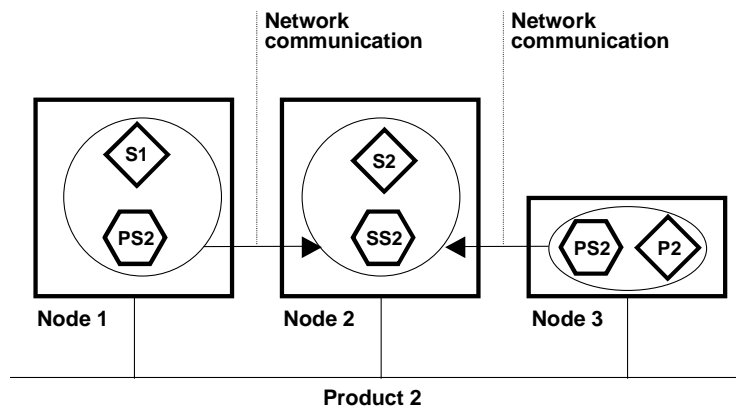 Network
communication
Network
communication
S1
PS2
S2
SS2
PS2
P2
Node 1
Node 2
Node 3
Product 2